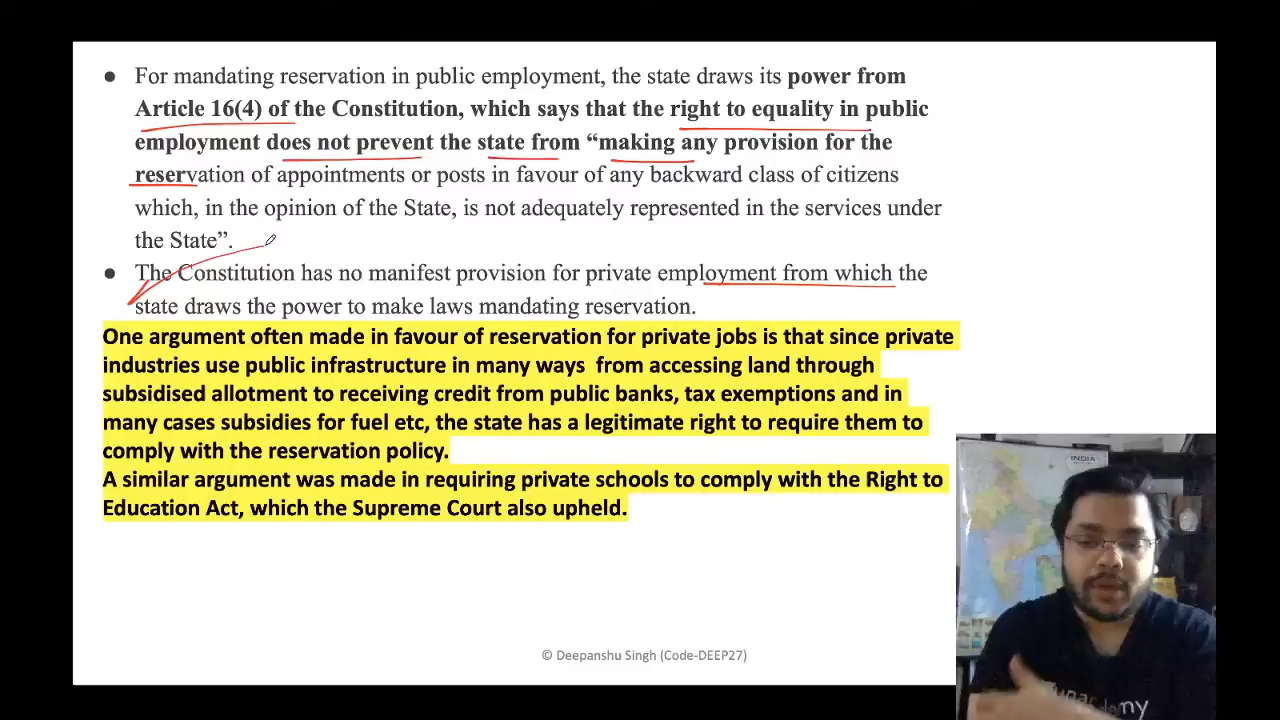 ● For mandating reservation in public employment, the state draws its power from
Article 16(4) of the Constitution, which says that the right to equality in public
employment does not prevent the state from “making any provision for the
reservation of appointments or posts in favour of any backward class of citizens
which, in the opinion of the State, is not adequately represented in the services under
the State”.
● The Constitution has no manifest provision for private employment from which the
state draws the power to make laws mandating reservation.
One argument often made in favour of reservation for private jobs is that since private
industries use public infrastructure in many ways from accessing land through
subsidised allotment to receiving credit from public banks, tax exemptions and in
many cases subsidies for fuel etc, the state has a legitimate right to require them to
comply with the reservation policy.
A similar argument was made in requiring private schools to comply with the Right to
Education Act, which the Supreme Court also upheld.
INDIA
© Deepanshu Singh (Code-DEEP27)